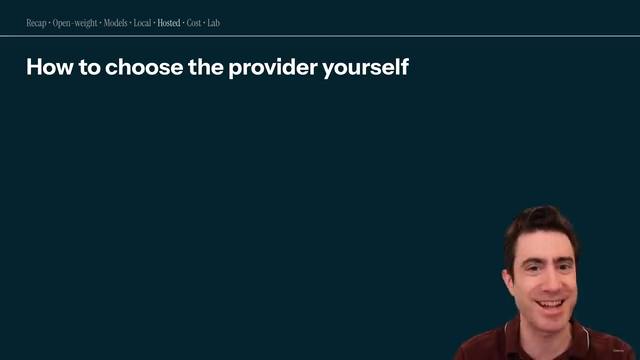 Recap • Open-weight • Models • Local • Hosted • Cost • Lab
How to choose the provider yourself